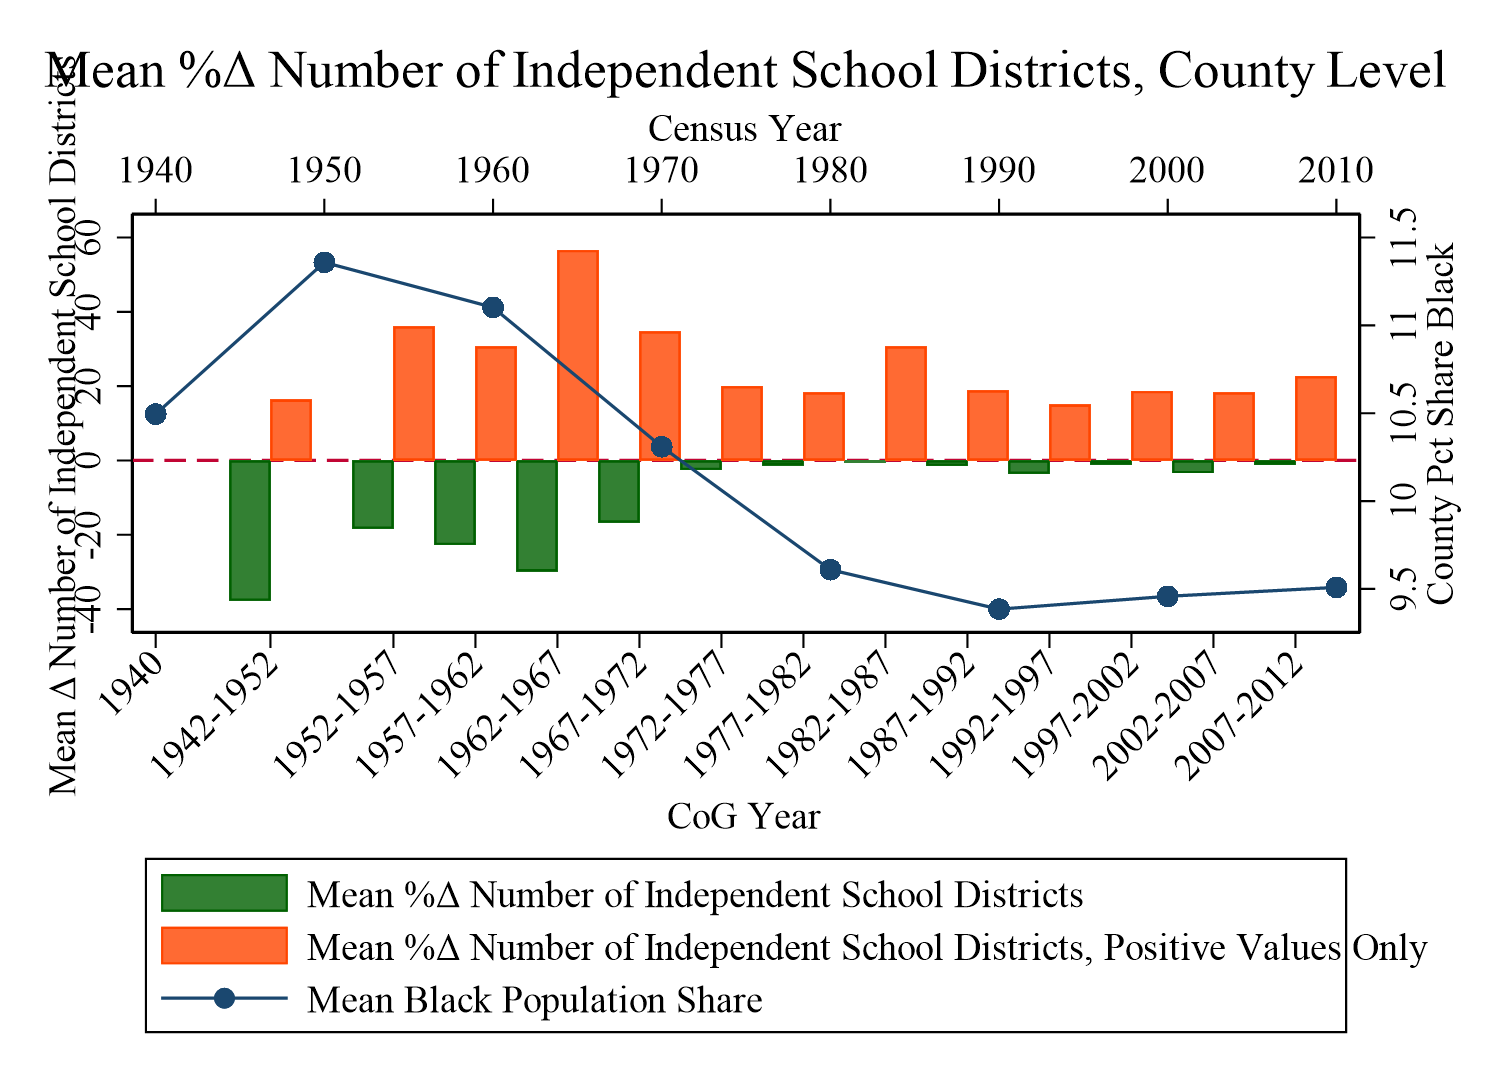 Mean %Δ Number of Independent School Districts, County Level
Census Year
1940 1950 1960 1970 1980 1990 2000 2010
Mean Δ Number of Independent School Districts
60
40
20
0
-20
-40
11.5
11
10.5
10
9.5
County Pct Share Black
1940 1942-1952 1952-1957 1957-1962 1962-1967 1967-1972 1972-1977 1977-1982 1982-1987 1987-1992 1992-1997 1997-2002 2002-2007 2007-2012
CoG Year
Mean %Δ Number of Independent School Districts
Mean %Δ Number of Independent School Districts, Positive Values Only
Mean Black Population Share